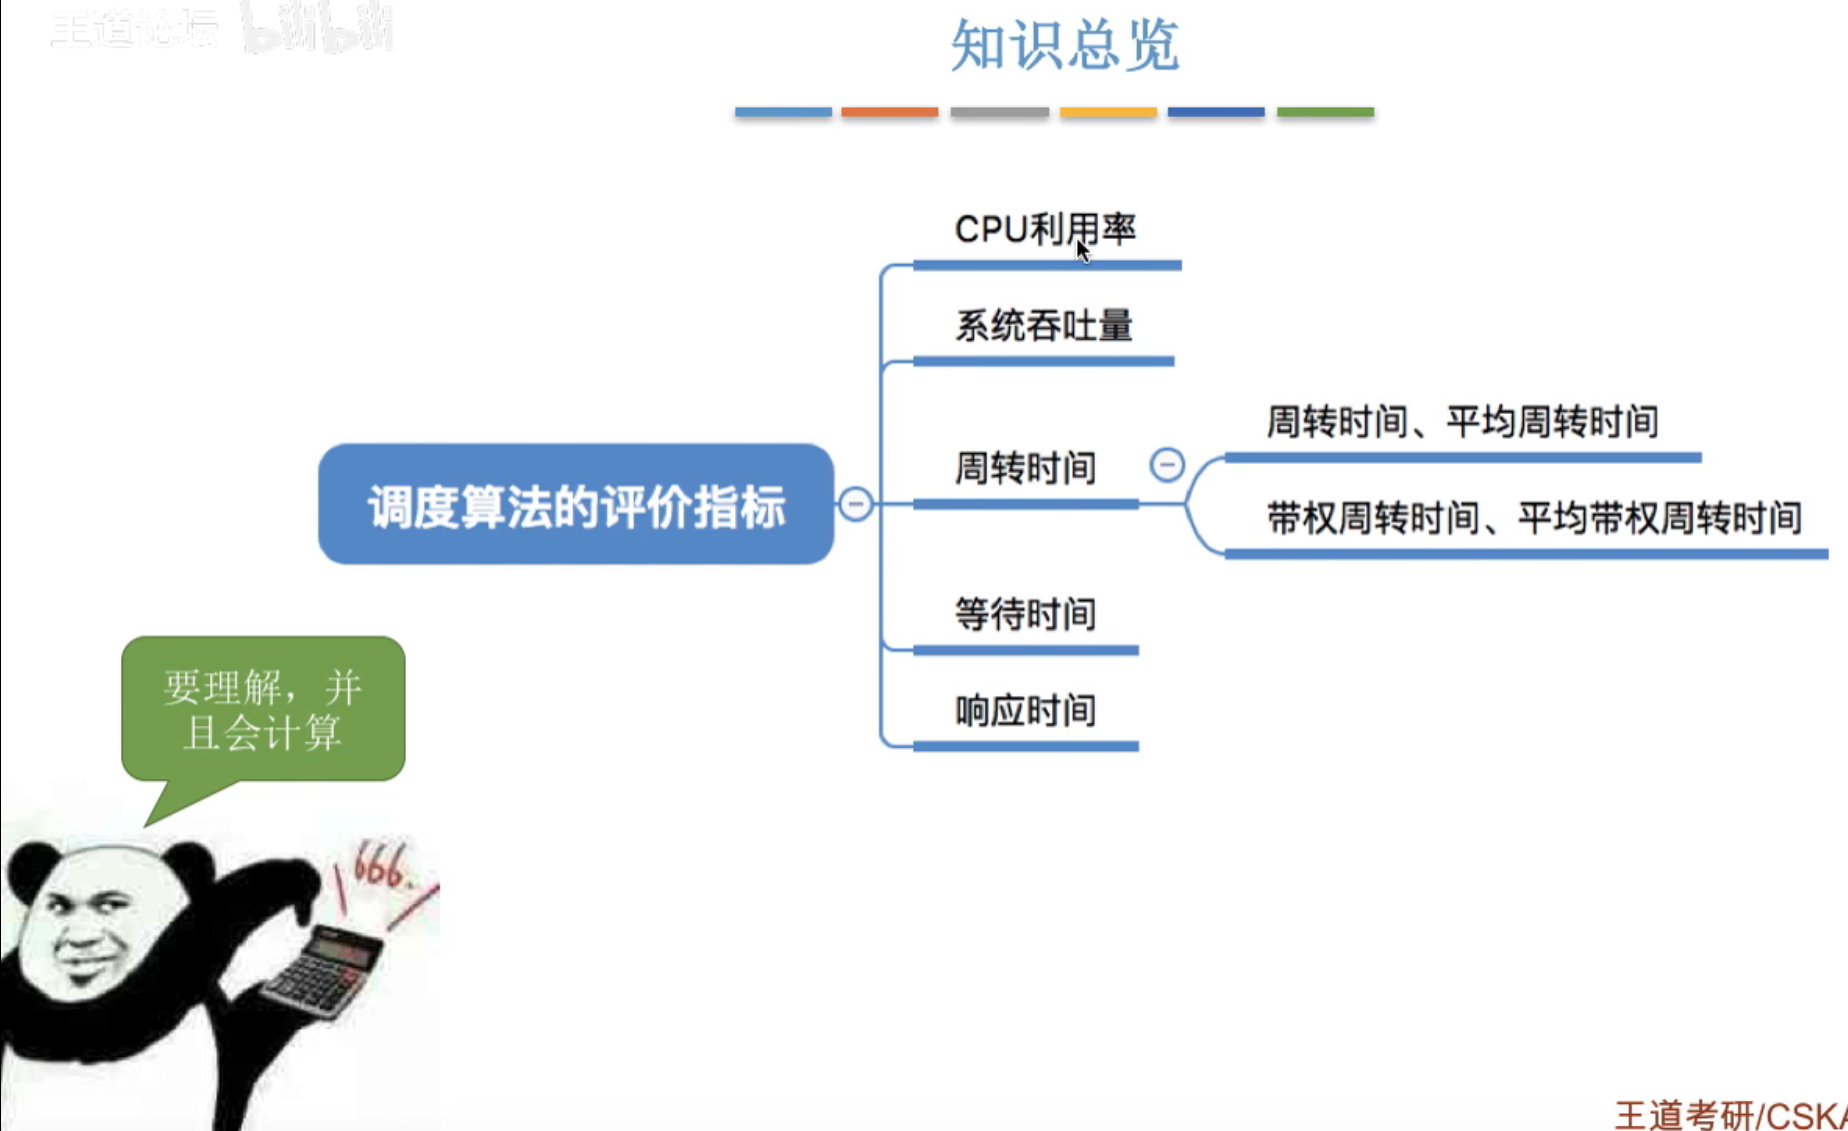 王道论坛 bilibili
知识总览
CPU利用率
系统吞吐量
周转时间
周转时间、平均周转时间
带权周转时间、平均带权周转时间
调度算法的评价指标
等待时间
响应时间
要理解，并
且会计算
666.
王道考研/CSKA